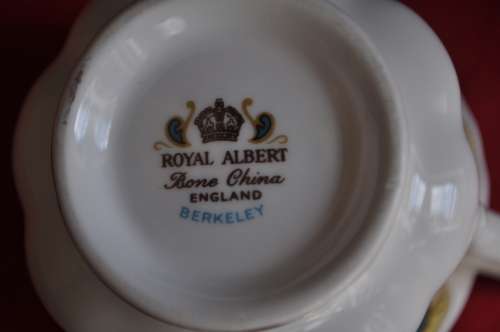 ROYAL ALBERT
Bone China
ENGLAND
BERKELEY